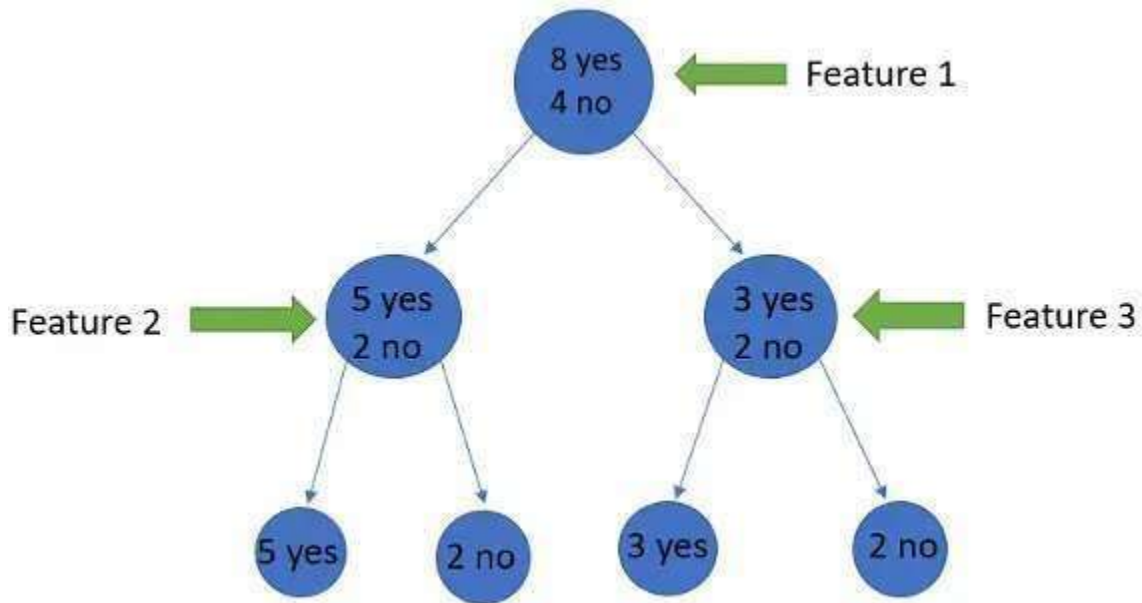 8 yes
4 no
Feature 1
Feature 2
5 yes
2 no
3 yes
2 no
Feature 3
5 yes
2 no
3 yes
2 no